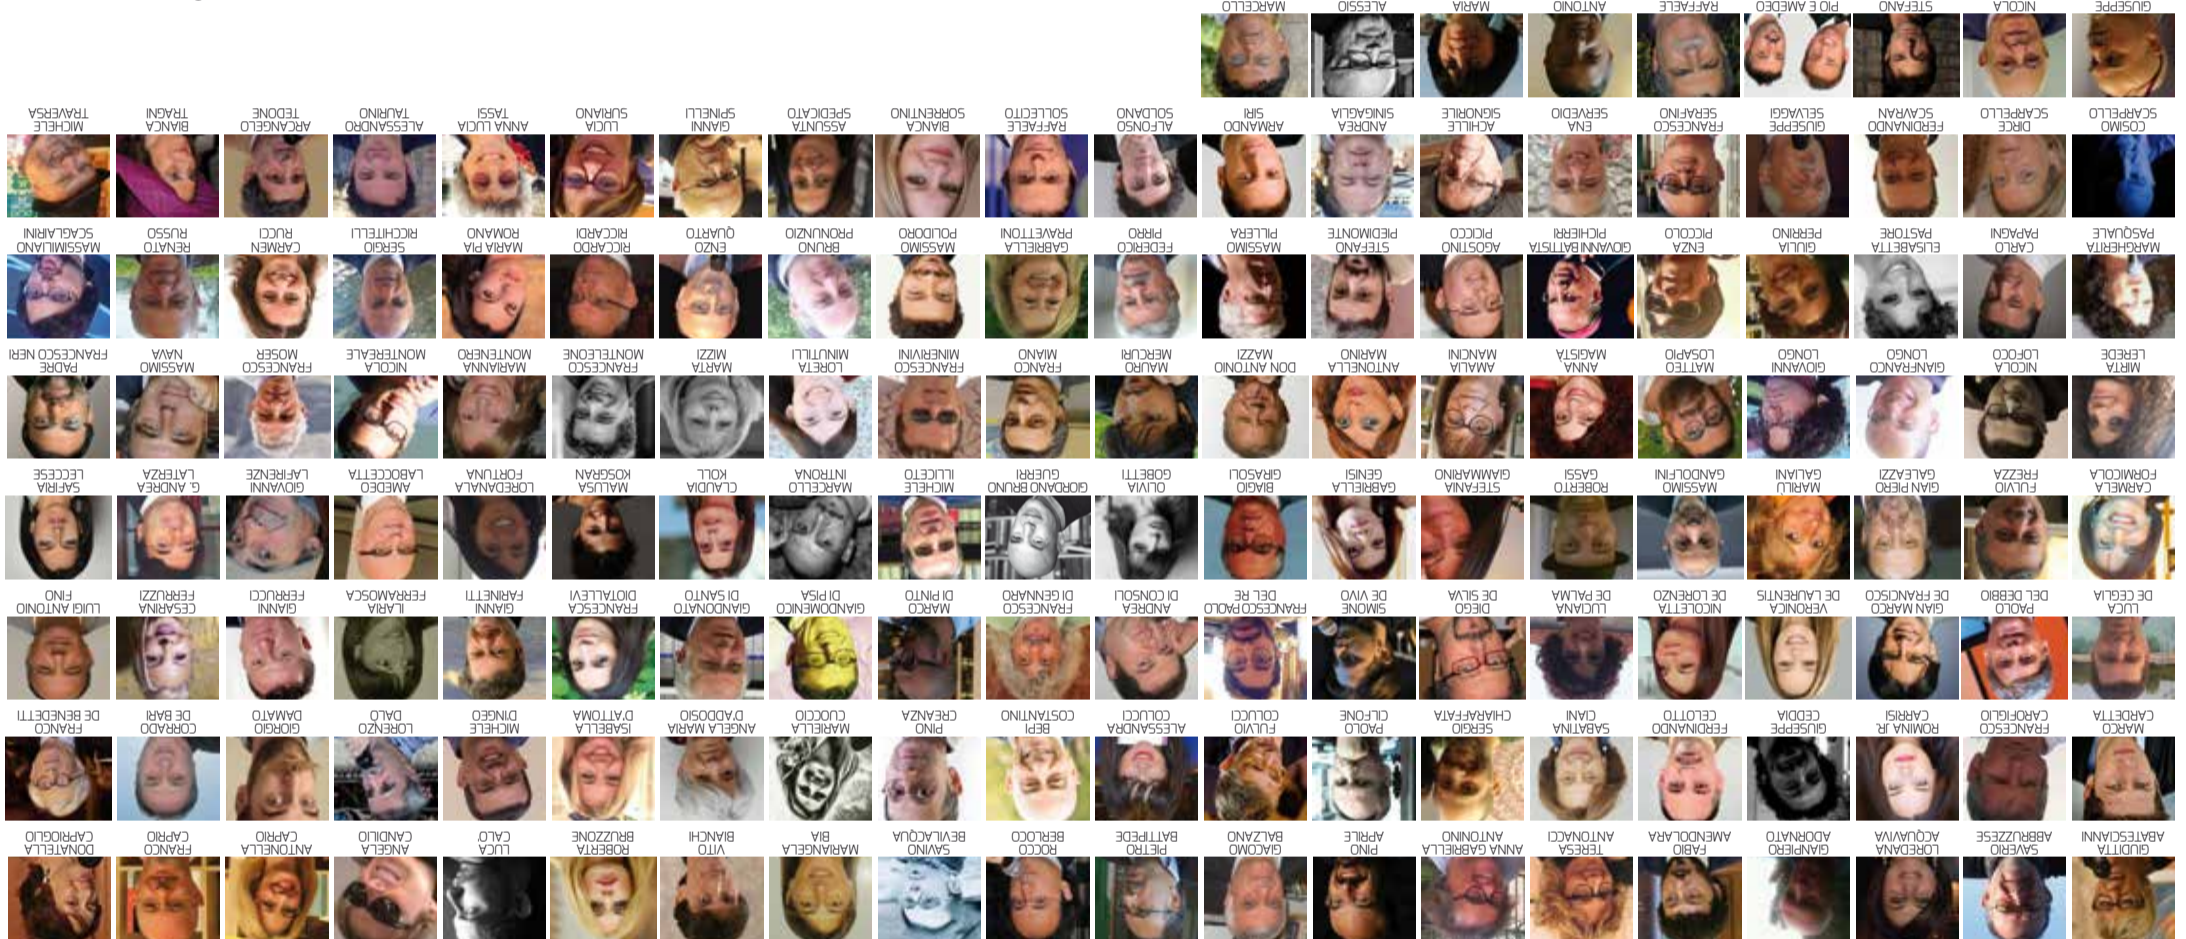 GIUDITTA
ABATESCIANNI
SAVERIO
ABBRUZZESE
LOREDANA
ACQUAVIVA
GIANPIERO
ADORNATO
FABIO
AMENDOLARA
TERESA
ANTONACCI
ANNA GABRIELLA
ANTONINO
PINO
APRILE
GIACOMO
BALZANO
PIETRO
BATTIPEDE
ROCCO
BERLOCO
SAVINO
BEVILACQUA
MARIANGELA
BIA
VITO
BIANCHI
ROBERTA
BRUZZONE
LUCA
CALO'
ANGELA
CANDILIO
ANTONELLA
CAPRIO
FRANCO
CAPRIO
DONATELLA
CAPRIOGLIO
MARCO
CARDETTA
FRANCESCO
CAROFIGLIO
ROMINA JR
CARRISI
GIUSEPPE
CEDDIA
FERDINANDO
CELOTTO
SABATINA
CIANI
SERGIO
CHIARAFFATA
PAOLO
CILFONE
FULVIO
COLUCCI
ALESSANDRA
COLUCCI
BEPI
COSTANTINO
PINO
CREANZA
MARIELLA
CUOCCIO
ANGELA MARIA
D'ADDOSIO
ISABELLA
D'ATTOMA
MICHELE
D'INGEO
LORENZO
DALO
GIORGIO
DAMATO
CORRADO
DE BARI
FRANCO
DE BENEDETTI
LUCA
DE CEGLIA
PAOLO
DEL DEBBIO
GIAN MARCO
DE FRANCISCO
VERONICA
DE LAURENTIS
NICOLETTA
DE LORENZO
LUCIANA
DE PALMA
DIEGO
DE SILVA
SIMONE
DE VIVO
FRANCESCO PAOLO
DEL RE
ANDREA
DI CONSOLI
FRANCESCO
DI GENNARO
MARCO
DI PINTO
GIANDOMENICO
DI PISA
GIANDONATO
DI SANTO
FRANCESCA
DIOTALLEVI
GIANNI
FARINETTI
ILARIA
FERRAMOSCA
GIANNI
FERRUCCI
CESARINA
FERRUZZI
LUIGI ANTONIO
FINO
CARMELA
FORMICOLA
FULVIO
FREZZA
GIAN PIERO
GALEAZZI
MARILU
GALIANI
MASSIMO
GANDOLFINI
ROBERTO
GASSI
STEFANIA
GIAMMARINO
GABRIELLA
GENISI
BIAGIO
GIRASOLI
OLIVIA
GOBETTI
GIORDANO BRUNO
GUERRI
MICHELE
ILLICETO
MARCELLO
INTRONA
CLAUDIA
KOLL
MALUSA
KOSGRAN
LOREDANALA
FORTUNA
AMEDEO
LABOCCETTA
GIOVANNI
LAFIRENZE
G. ANDREA
LATERZA
SAFIRIA
LECCESE
MIRTA
LEREDE
NICOLA
LOFOCO
GIANFRANCO
LONGO
GIOVANNI
LONGO
MATTEO
LOSAPIO
ANNA
MAGISTA
AMALIA
MANCINI
ANTONELLA
MARINO
DON ANTONIO
MAZZI
MAURO
MERCURI
FRANCO
MIANO
FRANCESCO
MINERIVINI
LORETA
MINUTILLI
MARTA
MIZZI
FRANCESCO
MONTELEONE
MARIANNA
MONTENERO
NICOLA
MONTEREALE
FRANCESCO
MOSER
MASSIMO
NAVA
PADRE
FRANCESCO NERI
MARGHERITA
PASQUALE
CARLO
PAPAGNI
ELISABETTA
PASTORE
GIULIA
PERRINO
ENZA
PICCOLO
GIOVANNI BATTISTA
PICHIERRI
AGOSTINO
PICICCO
STEFANO
PIEDIMONTE
MASSIMO
PILLERA
FEDERICO
PIRRO
GABRIELLA
PRAVETTONI
MASSIMO
POLIDORO
BRUNO
PRONUNZIO
ENZO
QUARTO
RICCARDO
RICCARDI
MARIA PIA
ROMANO
SERGIO
RICCHITELLI
CARMEN
RUCCI
RENATO
RUSSO
MASSIMILIANO
SCAGLIARINI
COSIMO
SCARPELLO
DIRCE
SCARPELLO
FERDINANDO
SCAVRAN
GIUSEPPE
SELVAGGI
FRANCESCO
SERAFINO
ENA
SERVEDIO
ACHILLE
SIGNORILE
ANDREA
SINIGAGLIA
ARMANDO
SIRI
ALFONSO
SOLDANO
RAFFAELE
SOLLECITO
BIANCA
SORRENTINO
ASSUNTA
SPEDICATO
GIANNI
SPINELLI
LUCIA
SURIANO
ANNA LUCIA
TASSI
ALESSANDRO
TAURINO
ARCANGELO
TEDONE
BIANCA
TRAGNI
MICHELE
TRAVERSA
GIUSEPPE
NICOLA
STEFANO
PIO E AMEDEO
RAFFAELE
ANTONIO
MARIA
ALESSIO
MARCELLO